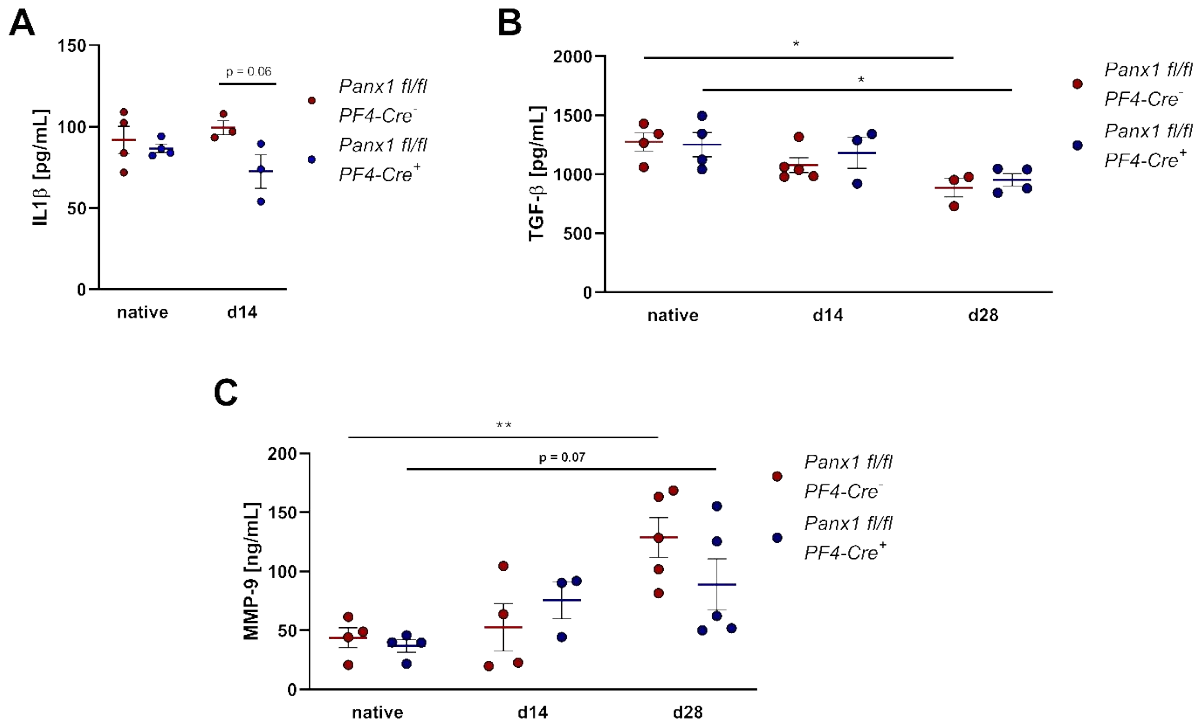 A
IL1β [pg/mL]
150
100
50
0
p = 0.06
native d14
Panx1 fl/fl
PF4-Cre-
Panx1 fl/fl
PF4-Cre+
B
TGF-β [pg/mL]
2000
1500
1000
500
0
*
*
native d14 d28
Panx1 fl/fl
PF4-Cre-
Panx1 fl/fl
PF4-Cre+
C
MMP-9 [ng/mL]
200
150
100
50
0
**
p = 0.07
native d14 d28
Panx1 fl/fl
PF4-Cre-
Panx1 fl/fl
PF4-Cre+